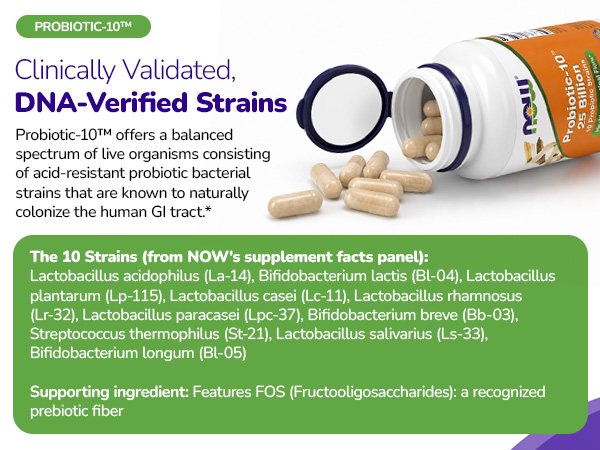 PROBIOTIC-10™
Clinically Validated,
DNA-Verified Strains
Probiotic-10™ offers a balanced
spectrum of live organisms consisting
of acid-resistant probiotic bacterial
strains that are known to naturally
colonize the human GI tract.*
NOW
Probiotic-10™
25 Billion
10 Probiotic Strains
The 10 Strains (from NOW's supplement facts panel):
Lactobacillus acidophilus (La-14), Bifidobacterium lactis (Bl-04), Lactobacillus
plantarum (Lp-115), Lactobacillus casei (Lc-11), Lactobacillus rhamnosus
(Lr-32), Lactobacillus paracasei (Lpc-37), Bifidobacterium breve (Bb-03),
Streptococcus thermophilus (St-21), Lactobacillus salivarius (Ls-33),
Bifidobacterium longum (Bl-05)
Supporting ingredient: Features FOS (Fructooligosaccharides): a recognized
prebiotic fiber